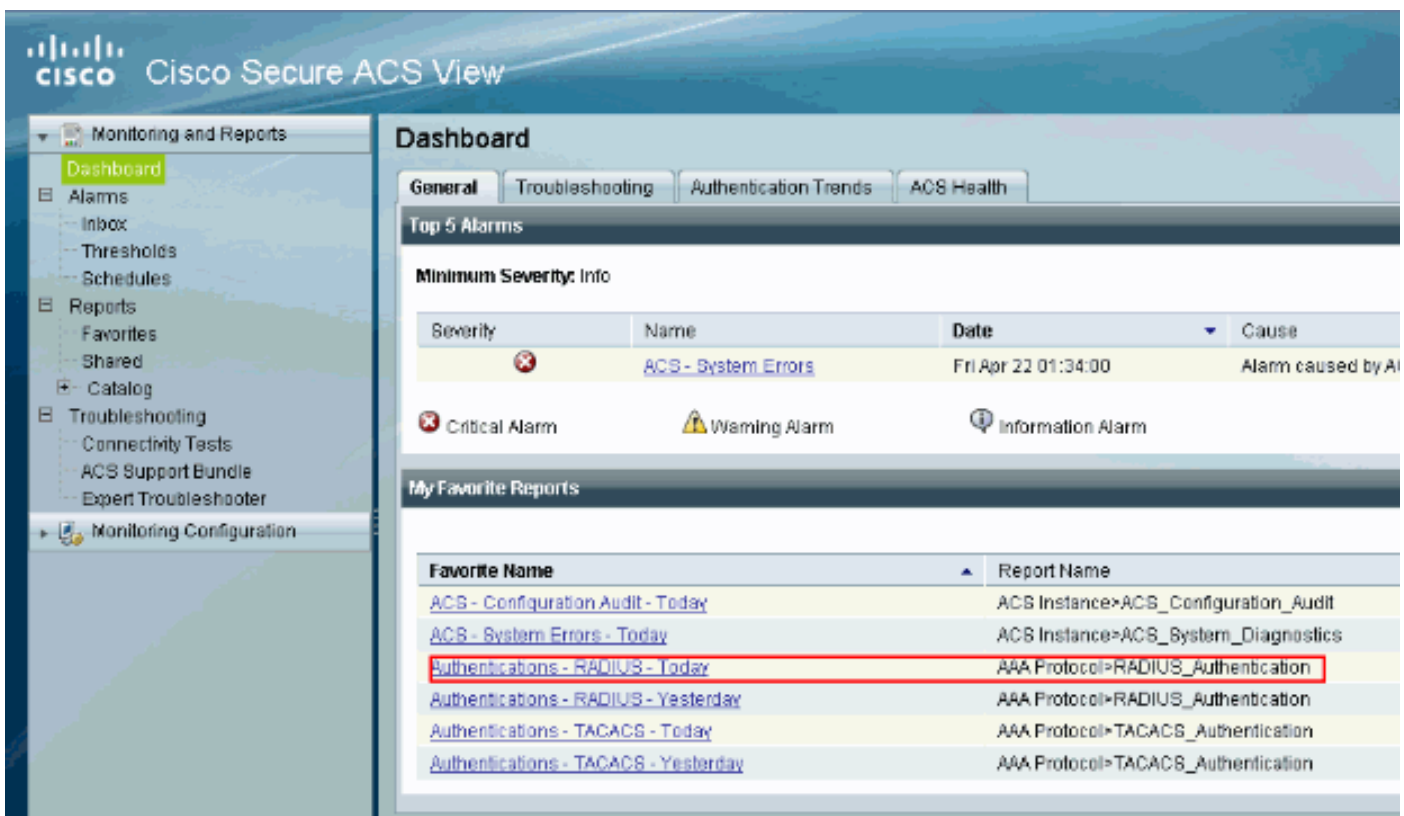 CISCO Cisco Secure ACS View
Monitoring and Reports
Dashboard
Alarms
Inbox
Thresholds
Schedules
Reports
Favorites
Shared
Catalog
Troubleshooting
Connectivity Tests
ACS Support Bundle
Expert Troubleshooter
Monitoring Configuration
Dashboard
General Troubleshooting Authentication Trends ACS Health
Top 5 Alarms
Minimum Severity: Info
Severity Name Date Cause
ACS - System Errors Fri Apr 22 01:34:00 Alarm caused by
Critical Alarm Warning Alarm Information Alarm
My Favorite Reports
Favorite Name Report Name
ACS - Configuration Audit - Today ACS Instance>ACS_Configuration_Audit
ACS - System Errors - Today ACS Instance>ACS_System_Diagnostics
Authentications - RADIUS - Today AAA Protocol>RADIUS_Authentication
Authentications - RADIUS - Yesterday AAA Protocol>RADIUS_Authentication
Authentications - TACACS - Today AAA Protocol>TACACS_Authentication
Authentications - TACACS - Yesterday AAA Protocol>TACACS_Authentication